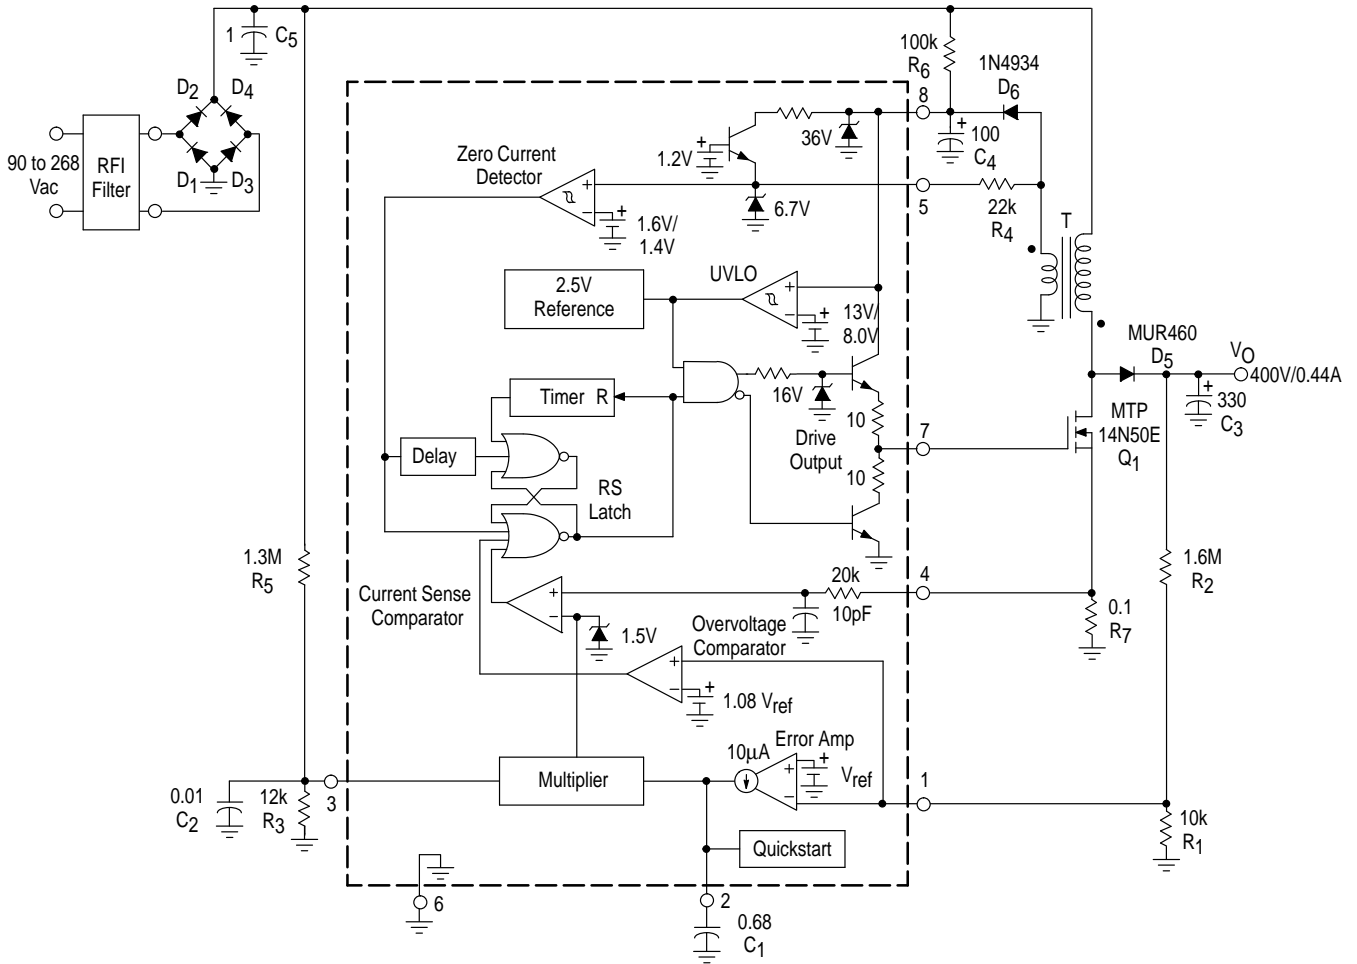 1
C5
D2
D4
D1
D3
90 to 268
Vac
RFI
Filter
100k
R6
1N4934
D6
8
100
C4
36V
1.2V
Zero Current
Detector
+
−
+
1.6V/
1.4V
6.7V
5
22k
R4
T
2.5V
Reference
UVLO
+
−
+
13V/
8.0V
MUR460
D5
VO
400V/0.44A
330
C3
MTP
14N50E
Q1
Timer R
16V
10
Drive
Output
10
7
Delay
RS
Latch
1.3M
R5
1.6M
R2
Current Sense
Comparator
+
−
20k
10pF
4
0.1
R7
1.5V
Overvoltage
Comparator
+
−
+
1.08 Vref
Multiplier
10µA
Error Amp
+
−
+
Vref
1
0.01
C2
12k
R3
3
10k
R1
Quickstart
6
2
0.68
C1